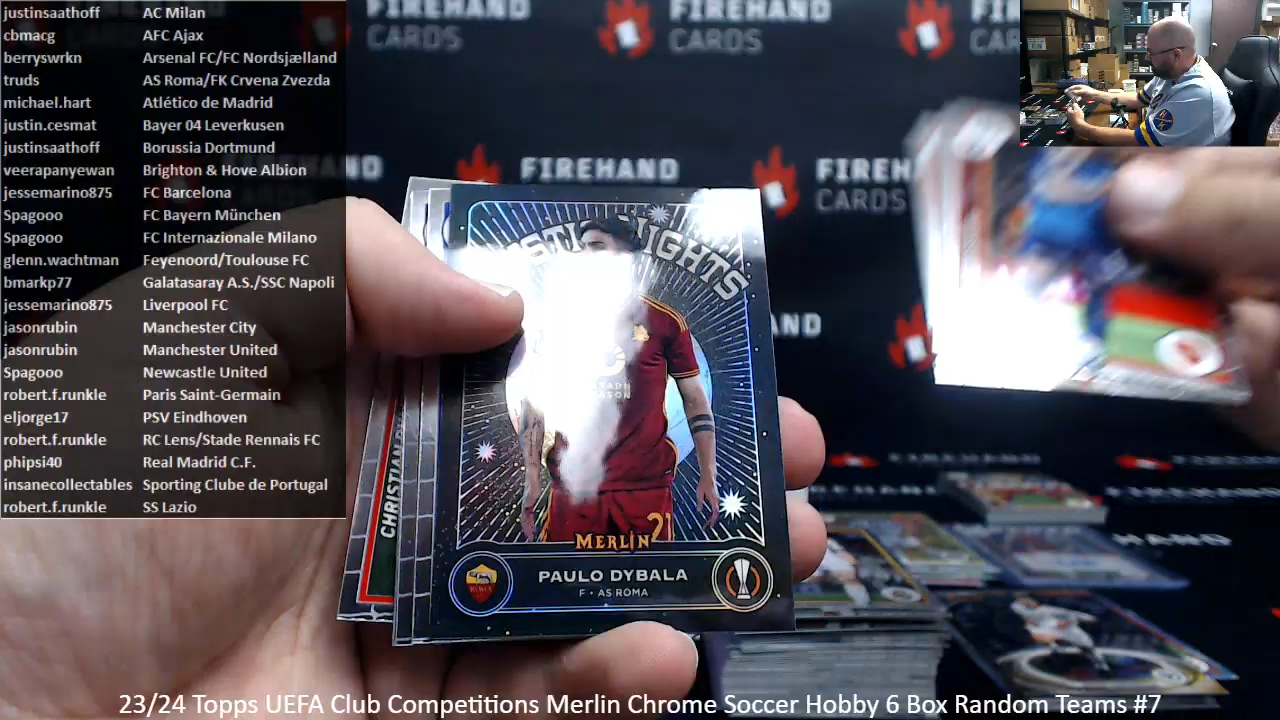 justinsaathoff AC Milan
cbmacg AFC Ajax
berryswrkn Arsenal FC/FC Nordsjælland
truds AS Roma/FK Crvena Zvezda
michael.hart Atlético de Madrid
justin.cesmat Bayer 04 Leverkusen
justinsaathoff Borussia Dortmund
veerapanyewan Brighton & Hove Albion
jessemarino875 FC Barcelona
Spagooo FC Bayern München
Spagooo FC Internazionale Milano
glenn.wachtman Feyenoord/Toulouse FC
bmarkp77 Galatasaray A.S./SSC Napoli
jessemarino875 Liverpool FC
jasonrubin Manchester City
jasonrubin Manchester United
Spagooo Newcastle United
robert.f.runkle Paris Saint-Germain
eljorge17 PSV Eindhoven
robert.f.runkle RC Lens/Stade Rennais FC
phipsi40 Real Madrid C.F.
insanecollectables Sporting Clube de Portugal
robert.f.runkle SS Lazio
FIREHAND
CARDS
FIREHAND
CARDS
FIREHAND
FIREH
CARDS
NIGHTS
21
MERLIN
PAULO DYBALA
F • AS ROMA
CHRISTIAN
23/24 Topps UEFA Club Competitions Merlin Chrome Soccer Hobby 6 Box Random Teams #7